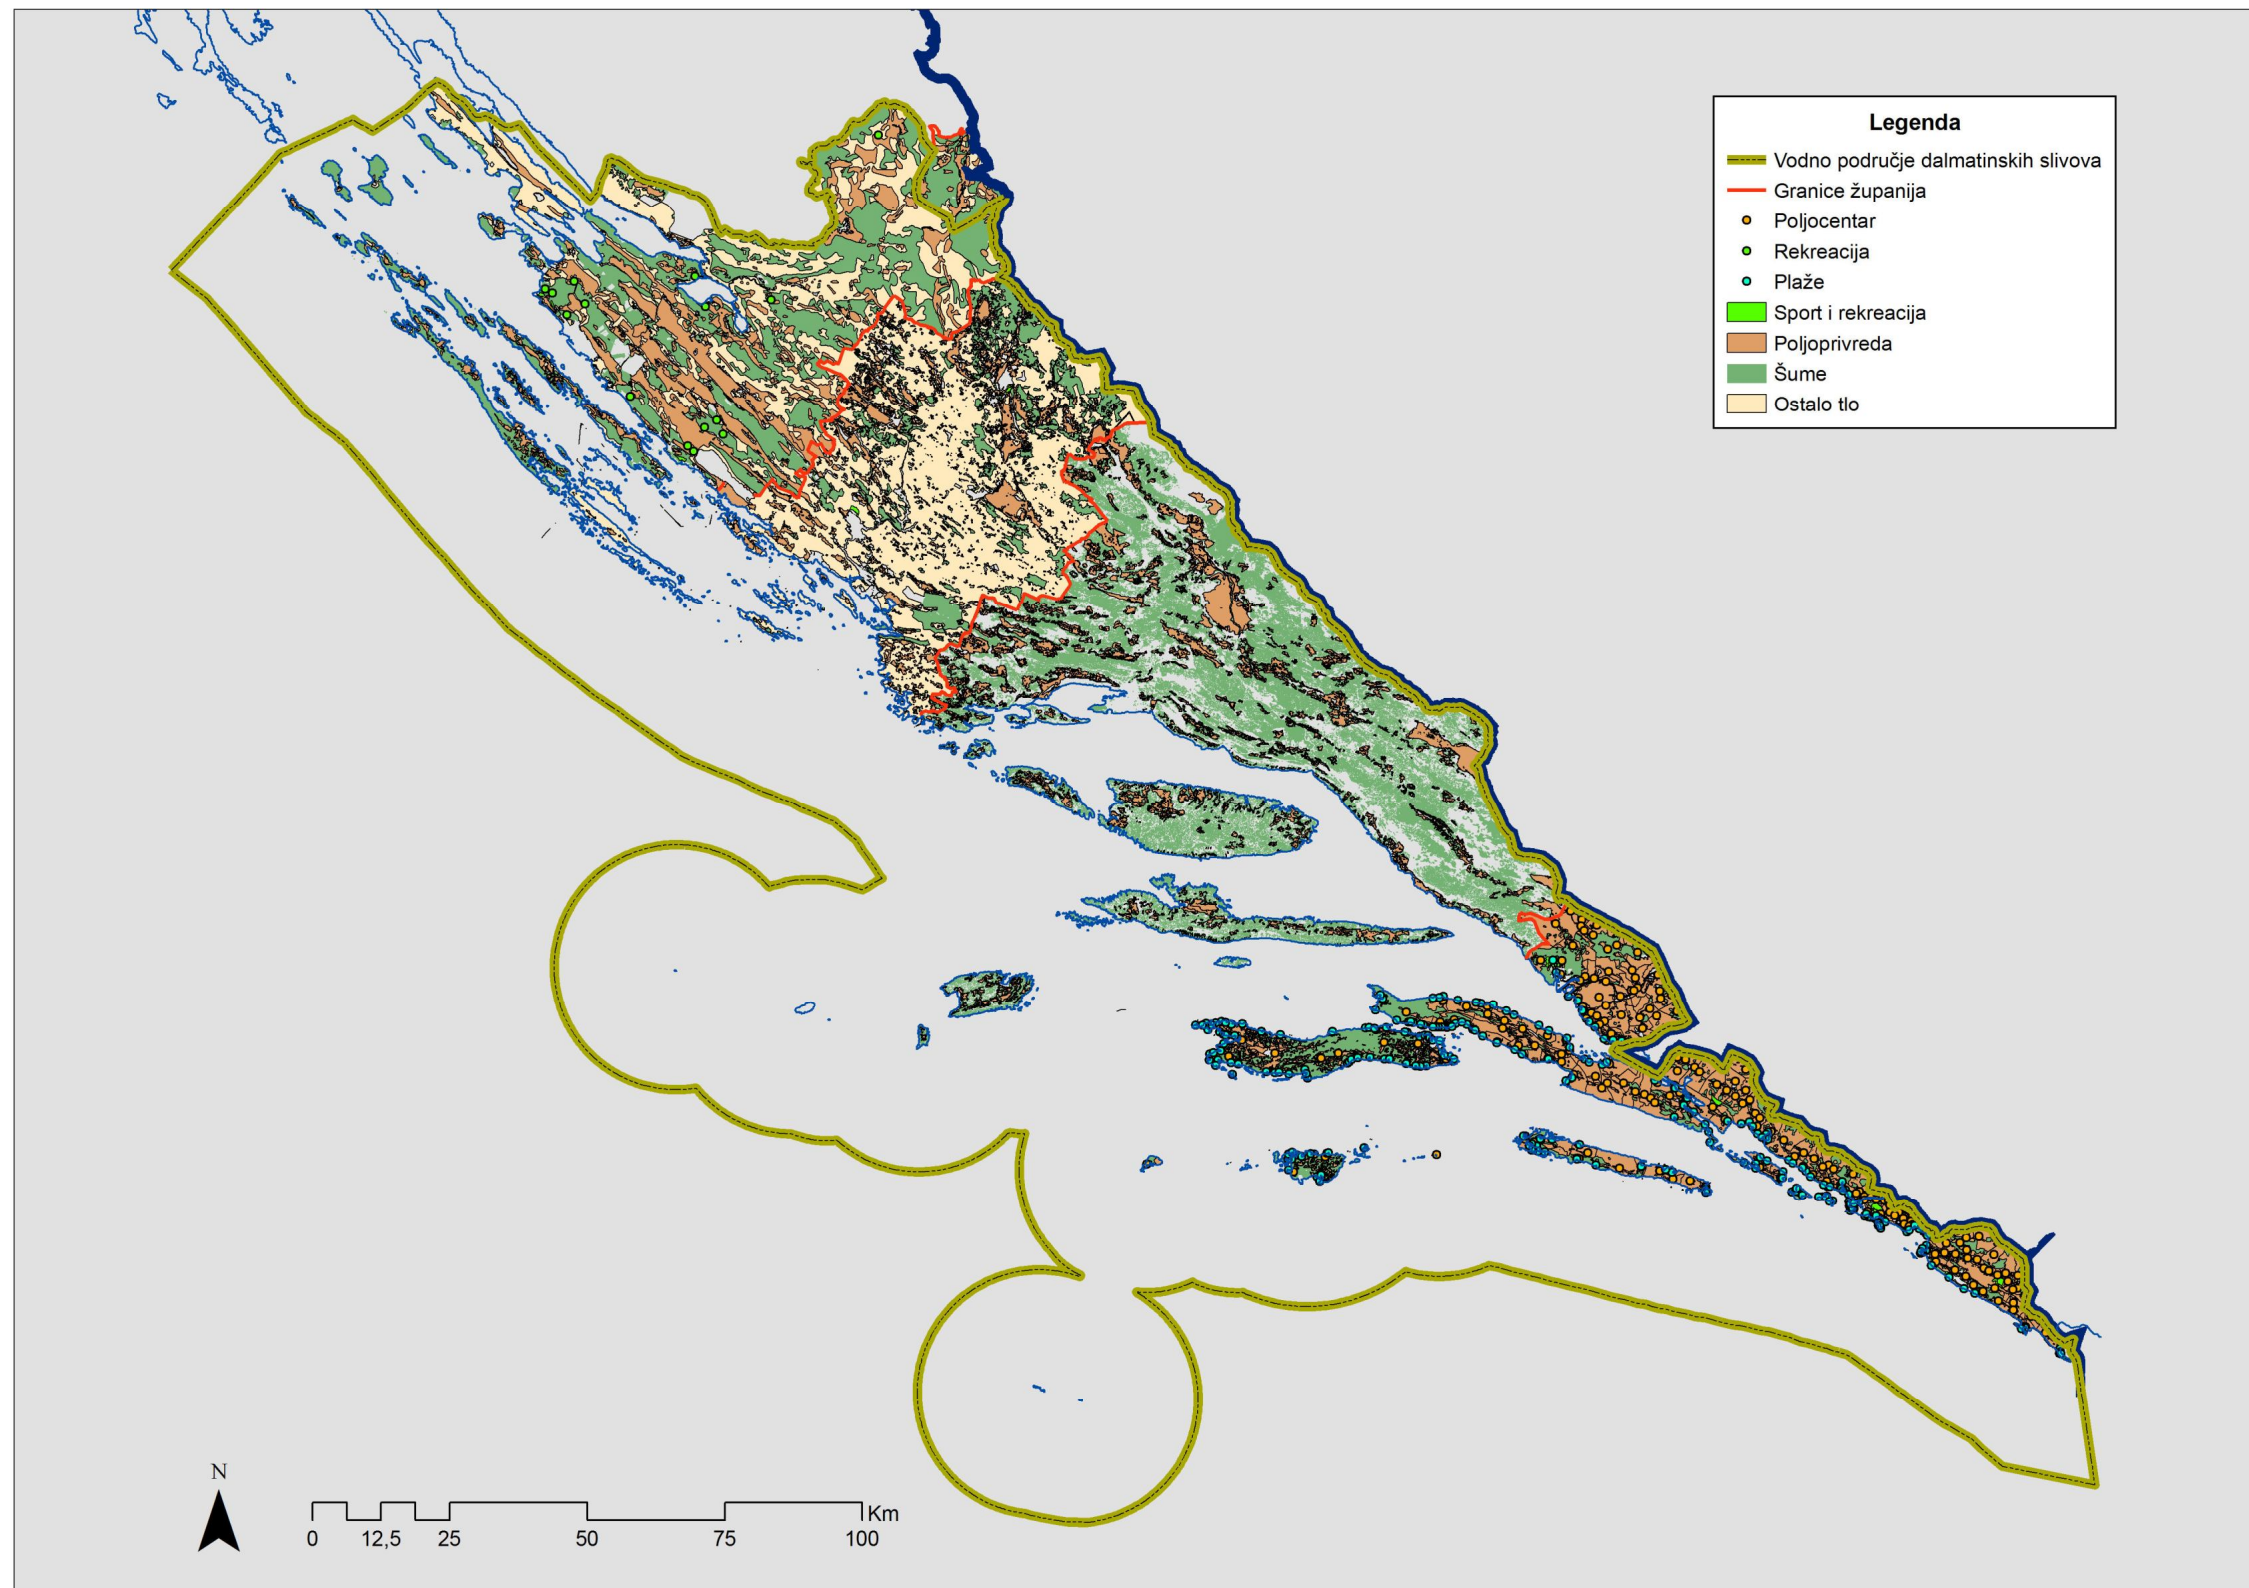 Legenda
Vodno područje dalmatinskih slivova
Granice županija
Poljocentar
Rekreacija
Plaže
Sport i rekreacija
Poljoprivreda
Šume
Ostalo tlo
N
Km
0 12,5 25 50 75 100